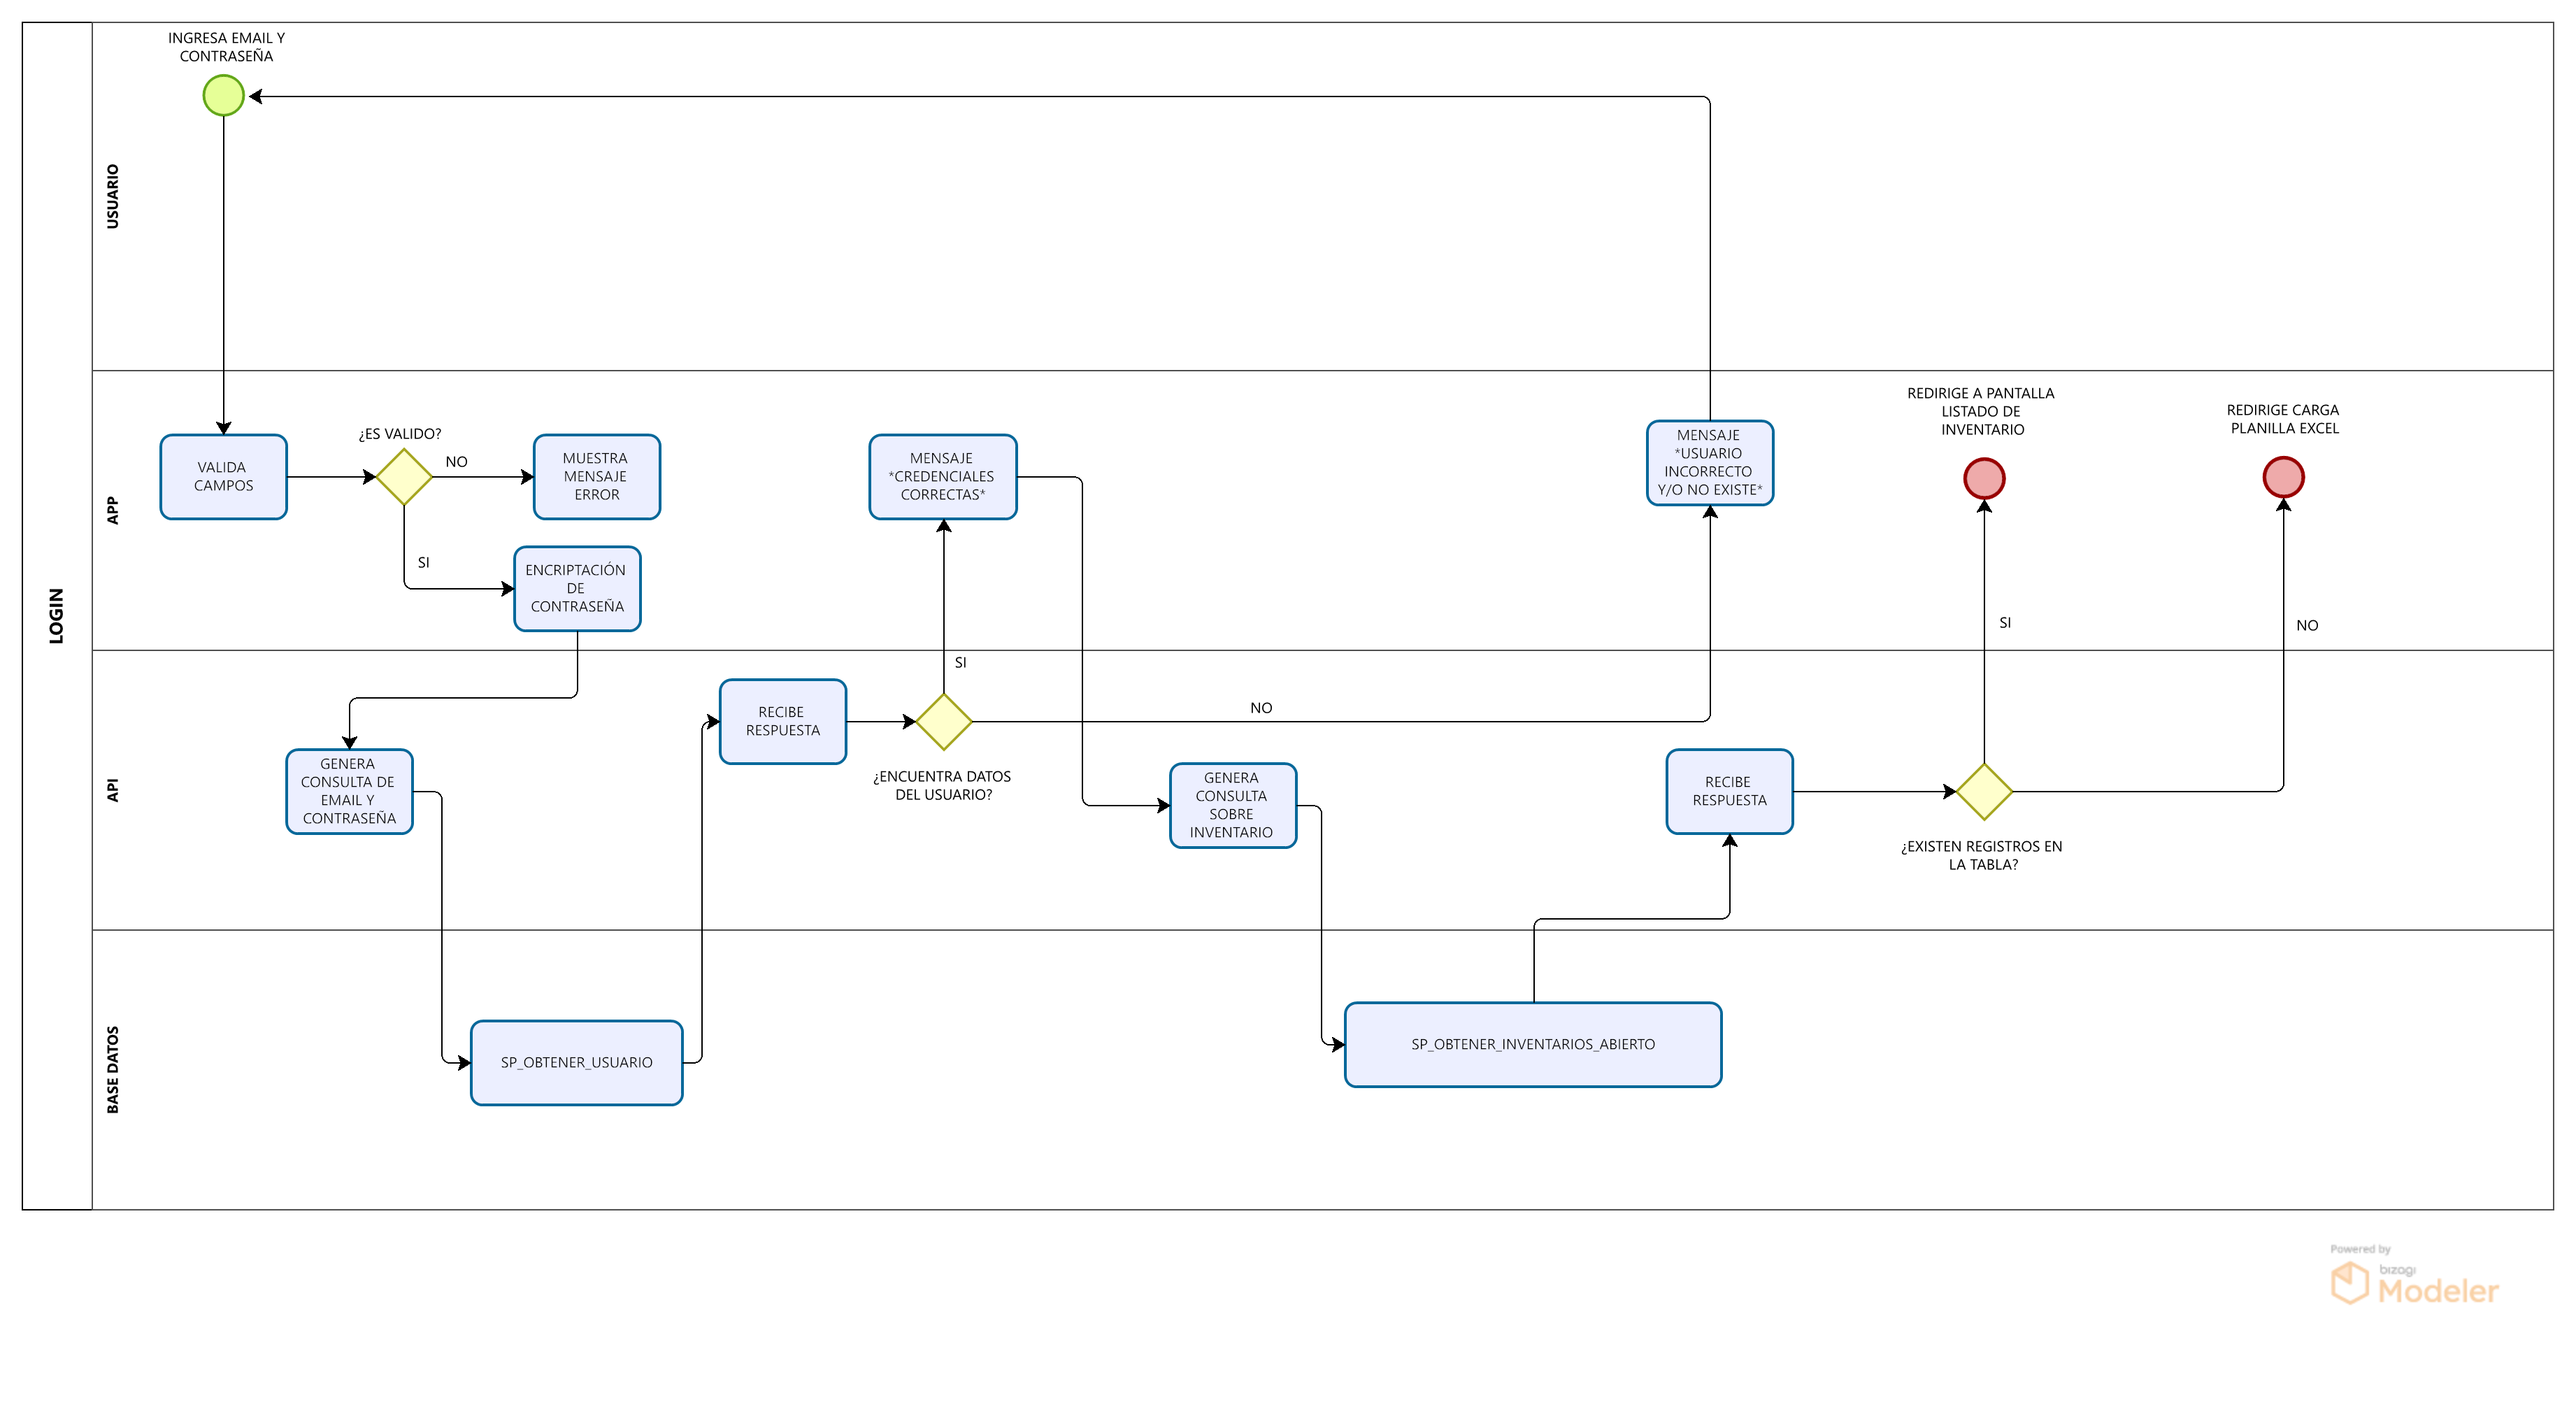 LOGIN
USUARIO
INGRESA EMAIL Y
CONTRASEÑA
APP
VALIDA
CAMPOS
¿ES VALIDO?
NO
SI
MUESTRA
MENSAJE
ERROR
ENCRIPTACIÓN
DE
CONTRASEÑA
MENSAJE
*CREDENCIALES
CORRECTAS*
MENSAJE
*USUARIO
INCORRECTO
Y/O NO EXISTE*
REDIRIGE A PANTALLA
LISTADO DE
INVENTARIO
REDIRIGE CARGA
PLANILLA EXCEL
SI
NO
API
GENERA
CONSULTA DE
EMAIL Y
CONTRASEÑA
RECIBE
RESPUESTA
SI
¿ENCUENTRA DATOS
DEL USUARIO?
NO
GENERA
CONSULTA
SOBRE
INVENTARIO
RECIBE
RESPUESTA
¿EXISTEN REGISTROS EN
LA TABLA?
BASE DATOS
SP_OBTENER_USUARIO
SP_OBTENER_INVENTARIOS_ABIERTO
Powered by
bizagi
Modeler